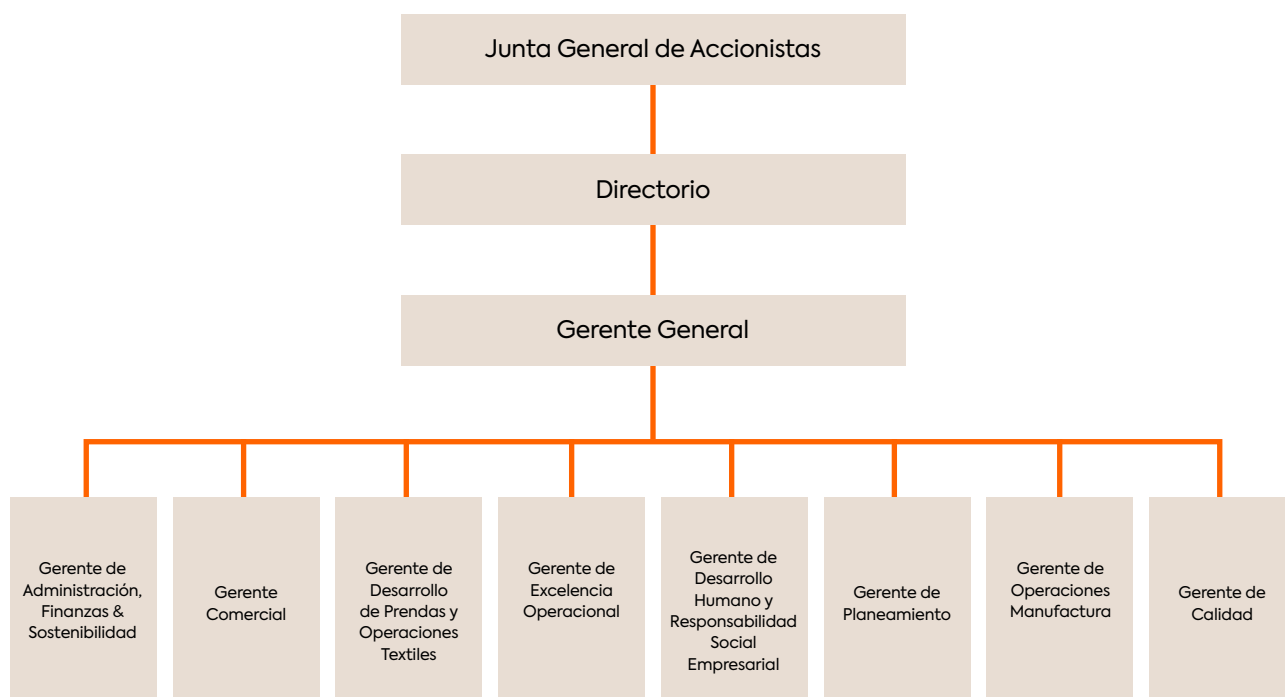 Junta General de Accionistas
Directorio
Gerente General
Gerente de
Administración,
Finanzas &
Sostenibilidad
Gerente
Comercial
Gerente de
Desarrollo
de Prendas y
Operaciones
Textiles
Gerente de
Excelencia
Operacional
Gerente de
Desarrollo
Humano y
Responsabilidad
Social
Empresarial
Gerente de
Planeamiento
Gerente de
Operaciones
Manufactura
Gerente de
Calidad